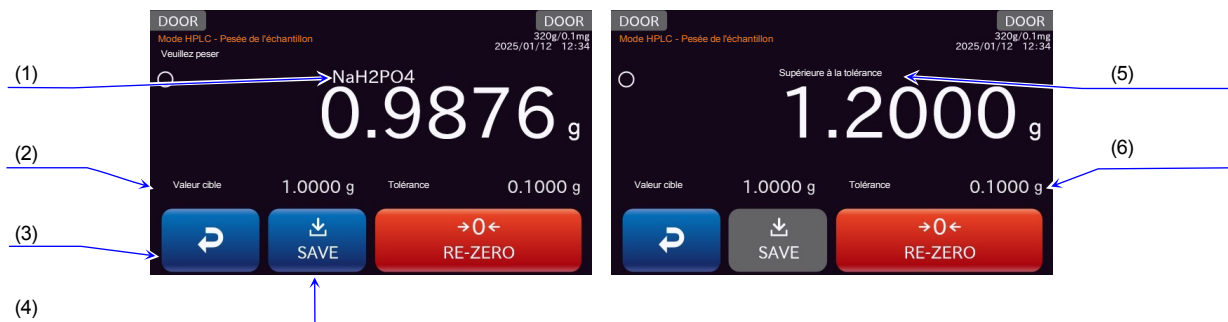 DOOR DOOR
Mode HPLC - Pesée de l'échantillon 320g/0.1mg
2025/01/12 12:34
Veuillez peser
NaH2PO4
0.9876 g
Valeur cible 1.0000 g Tolérance 0.1000 g
SAVE
→0←
RE-ZERO
DOOR DOOR
Mode HPLC - Pesée de l'échantillon 320g/0.1mg
2025/01/12 12:34
Supérieure à la tolérance
1.2000 g
Valeur cible 1.0000 g Tolérance 0.1000 g
SAVE
→0←
RE-ZERO
(1)
(2)
(3)
(4)
(5)
(6)